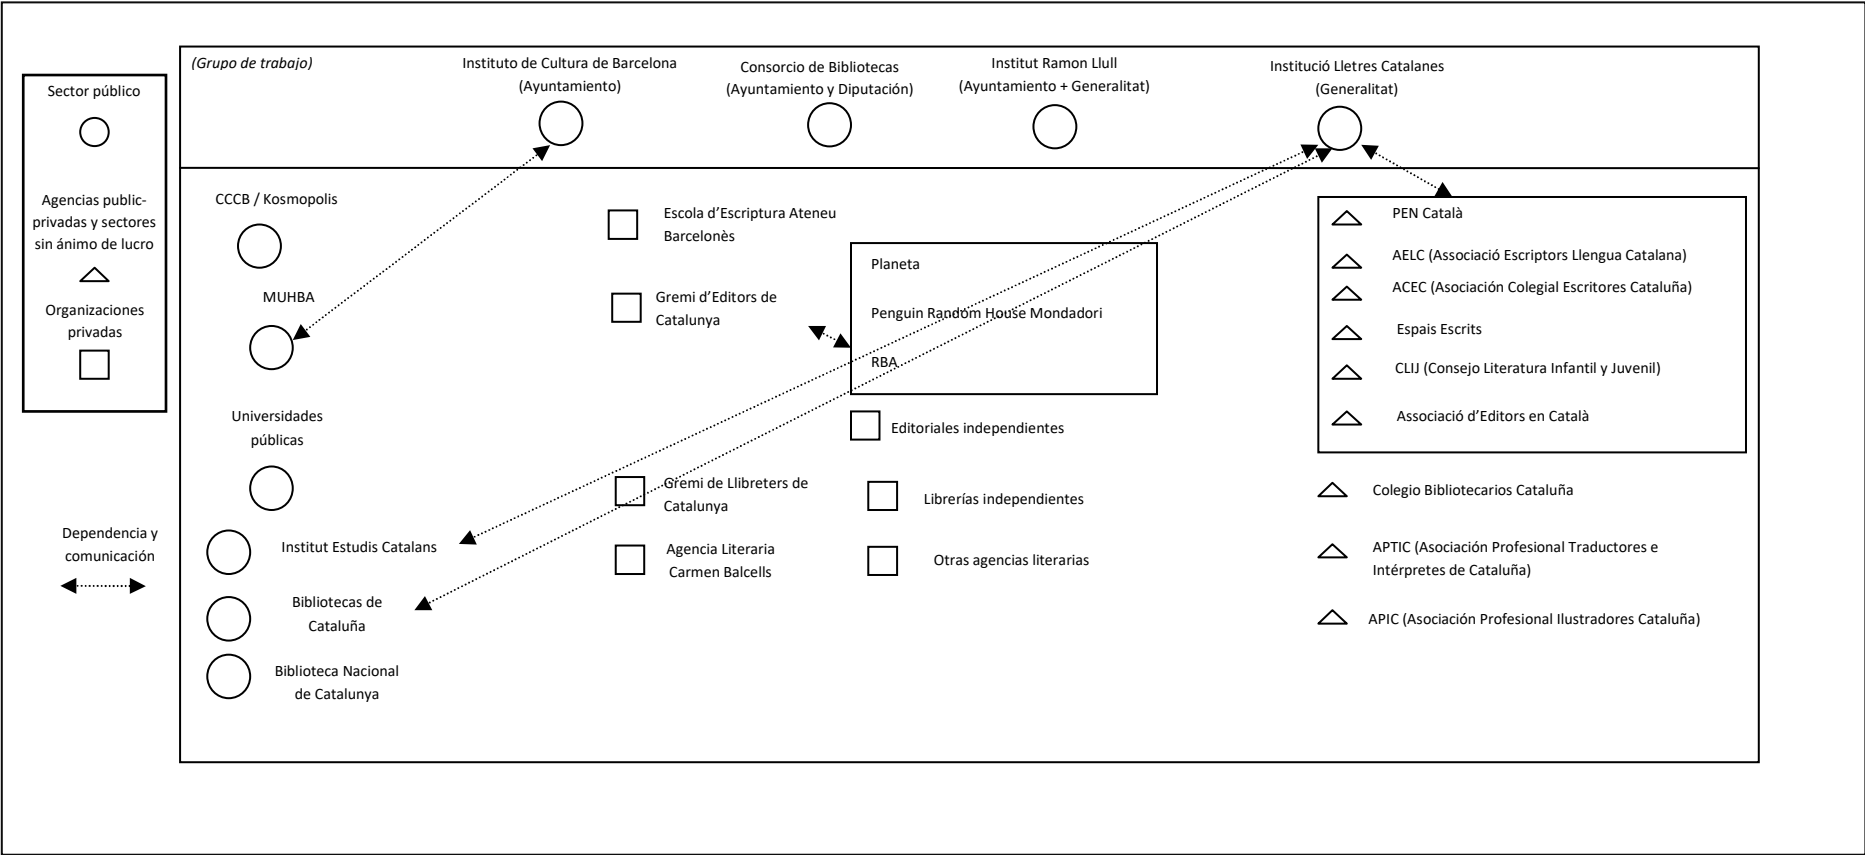 Sector público
Agencias public-
privadas y sectores
sin ánimo de lucro
Organizaciones
privadas
Dependencia y
comunicación
(Grupo de trabajo)
Instituto de Cultura de Barcelona
(Ayuntamiento)
Consorcio de Bibliotecas
(Ayuntamiento y Diputación)
Institut Ramon Llull
(Ayuntamiento + Generalitat)
Institució Lletres Catalanes
(Generalitat)
CCCB / Kosmopolis
MUHBA
Universidades
públicas
Institut Estudis Catalans
Bibliotecas de
Cataluña
Biblioteca Nacional
de Catalunya
Escola d’Escriptura Ateneu
Barcelonès
Gremi d’Editors de
Catalunya
Gremi de Llibreters de
Catalunya
Agencia Literaria
Carmen Balcells
Planeta
Penguin Random House Mondadori
RBA
Editoriales independientes
Librerías independientes
Otras agencias literarias
PEN Català
AELC (Associació Escriptors Llengua Catalana)
ACEC (Asociación Colegial Escritores Cataluña)
Espais Escrits
CLIJ (Consejo Literatura Infantil y Juvenil)
Associació d’Editors en Català
Colegio Bibliotecarios Cataluña
APTIC (Asociación Profesional Traductores e
Intérpretes de Cataluña)
APIC (Asociación Profesional Ilustradores Cataluña)